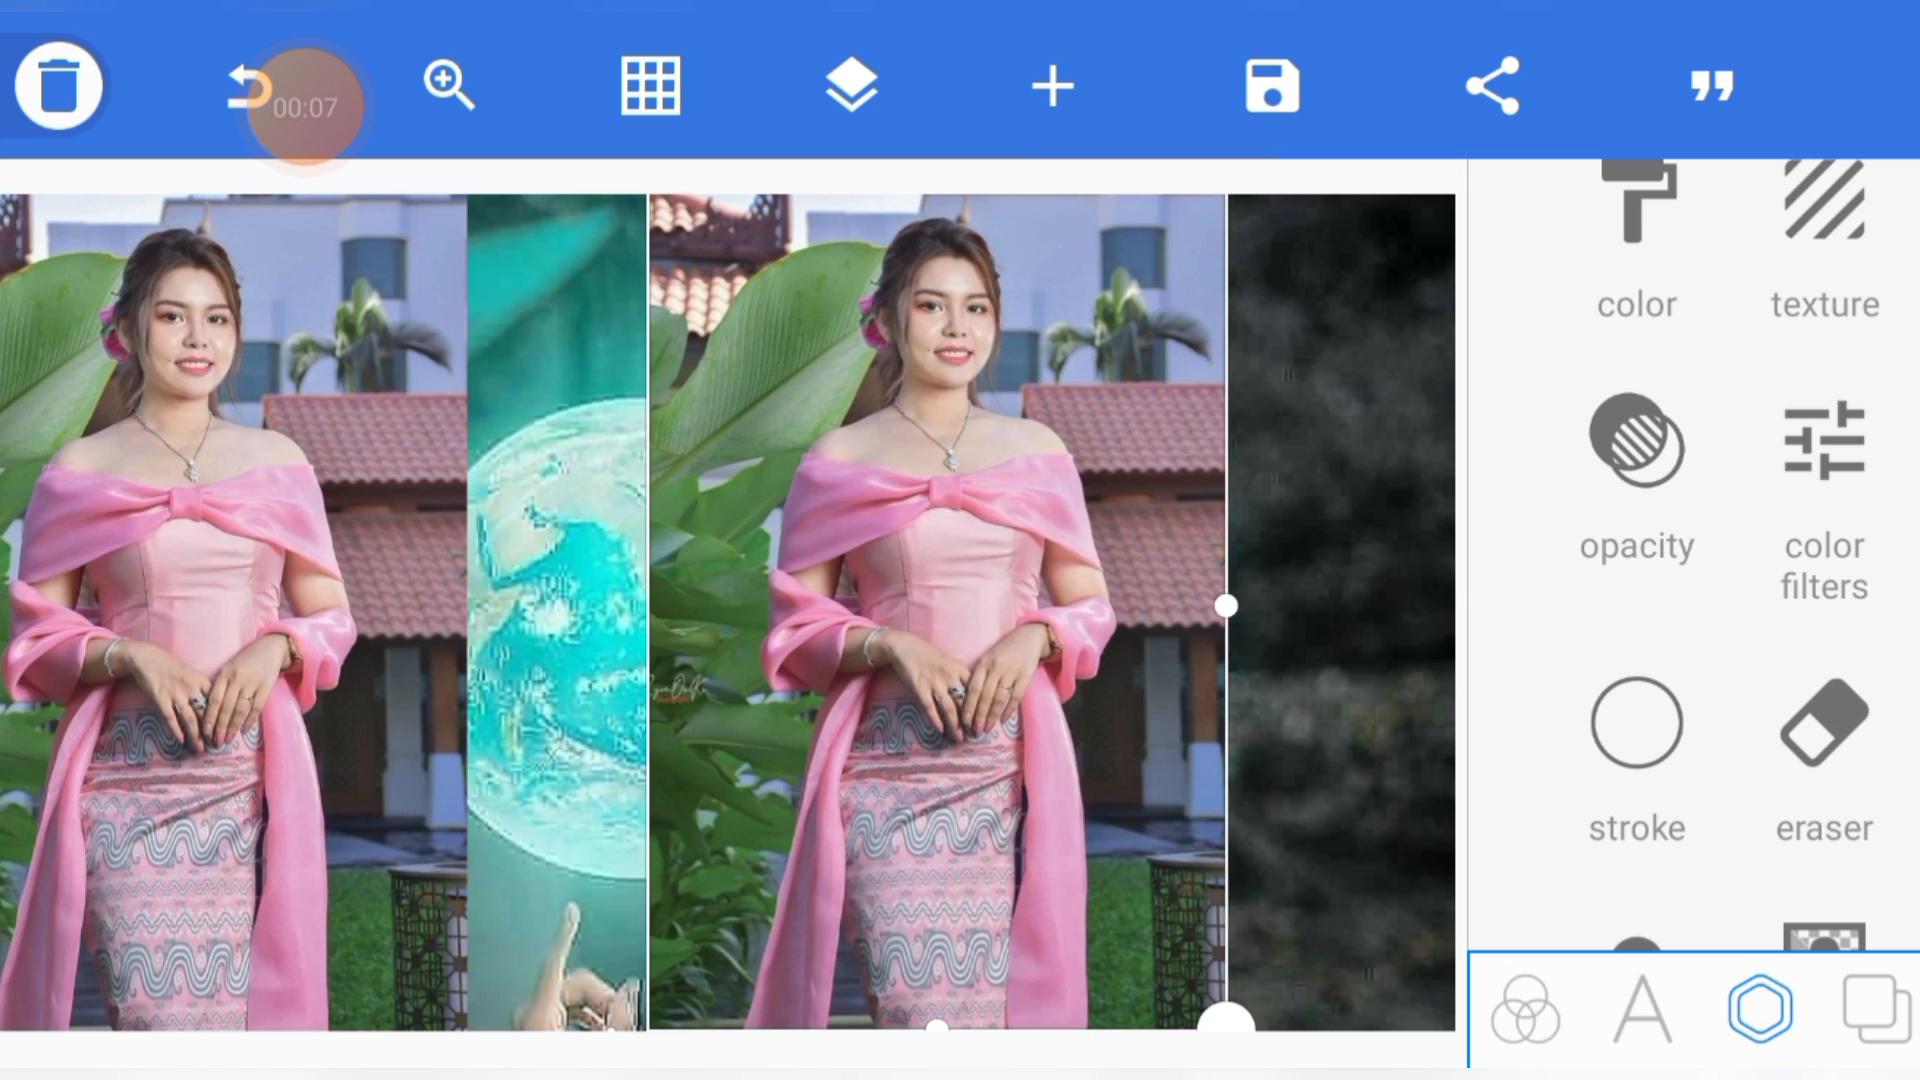 00:07
color
texture
opacity
color
filters
stroke
eraser